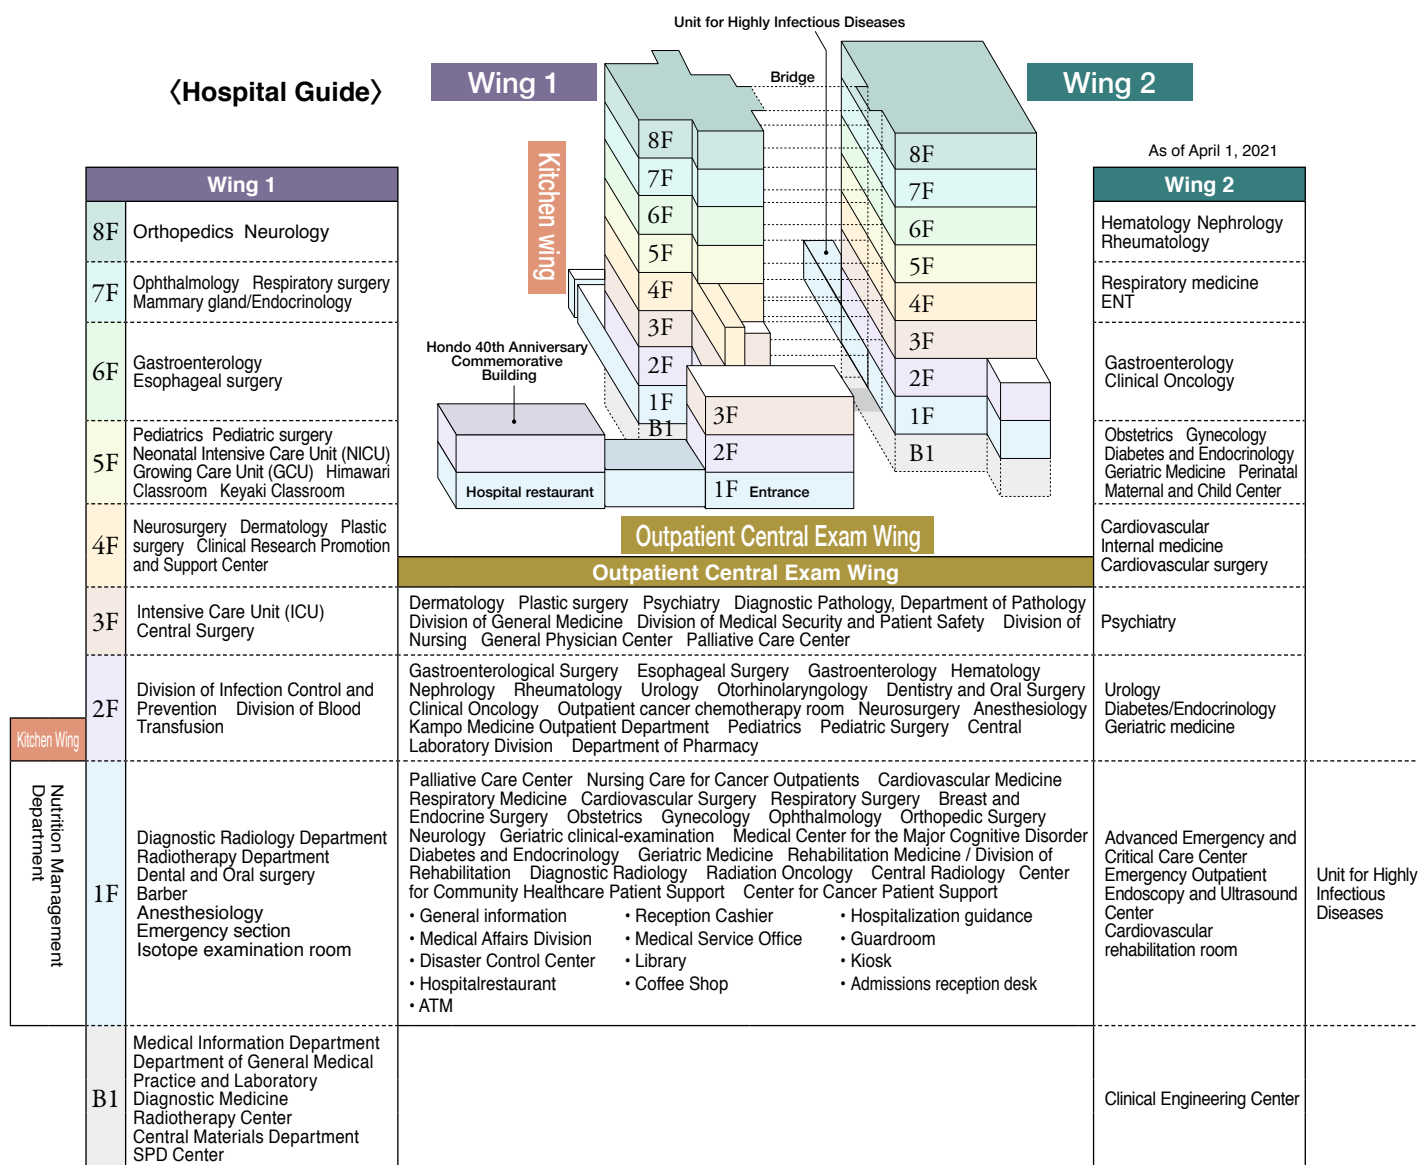 Unit for Highly Infectious Diseases
〈Hospital Guide〉
Wing 1
Bridge
Wing 2
As of April 1, 2021
Kitchen wing
8F
7F
6F
5F
4F
3F
2F
1F
B1
8F
7F
6F
5F
4F
3F
2F
1F
B1
Hondo 40th Anniversary
Commemorative
Building
3F
2F
1F Entrance
Hospital restaurant
Outpatient Central Exam Wing
Wing 1
Wing 2
8F
Orthopedics Neurology
Hematology Nephrology
Rheumatology
7F
Ophthalmology Respiratory surgery
Mammary gland/Endocrinology
Respiratory medicine
ENT
6F
Gastroenterology
Esophageal surgery
Gastroenterology
Clinical Oncology
5F
Pediatrics Pediatric surgery
Neonatal Intensive Care Unit (NICU)
Growing Care Unit (GCU) Himawari
Classroom Keyaki Classroom
Obstetrics Gynecology
Diabetes and Endocrinology
Geriatric Medicine Perinatal
Maternal and Child Center
4F
Neurosurgery Dermatology Plastic
surgery Clinical Research Promotion
and Support Center
Cardiovascular
Internal medicine
Cardiovascular surgery
Outpatient Central Exam Wing
3F
Intensive Care Unit (ICU)
Central Surgery
Dermatology Plastic surgery Psychiatry Diagnostic Pathology, Department of Pathology
Division of General Medicine Division of Medical Security and Patient Safety Division of
Nursing General Physician Center Palliative Care Center
Psychiatry
2F
Division of Infection Control and
Prevention Division of Blood
Transfusion
Gastroenterological Surgery Esophageal Surgery Gastroenterology Hematology
Nephrology Rheumatology Urology Otorhinolaryngology Dentistry and Oral Surgery
Clinical Oncology Outpatient cancer chemotherapy room Neurosurgery Anesthesiology
Kampo Medicine Outpatient Department Pediatrics Pediatric Surgery Central
Laboratory Division Department of Pharmacy
Urology
Diabetes/Endocrinology
Geriatric medicine
Kitchen Wing
Nutrition Management
Department
1F
Diagnostic Radiology Department
Radiotherapy Department
Dental and Oral surgery
Barber
Anesthesiology
Emergency section
Isotope examination room
Palliative Care Center Nursing Care for Cancer Outpatients Cardiovascular Medicine
Respiratory Medicine Cardiovascular Surgery Respiratory Surgery Breast and
Endocrine Surgery Obstetrics Gynecology Ophthalmology Orthopedic Surgery
Neurology Geriatric clinical-examination Medical Center for the Major Cognitive Disorder
Diabetes and Endocrinology Geriatric Medicine Rehabilitation Medicine / Division of
Rehabilitation Diagnostic Radiology Radiation Oncology Central Radiology Center
for Community Healthcare Patient Support Center for Cancer Patient Support
・General information ・Reception Cashier ・Hospitalization guidance
・Medical Affairs Division ・Medical Service Office ・Guardroom
・Disaster Control Center ・Library ・Kiosk
・Hospitalrestaurant ・Coffee Shop ・Admissions reception desk
・ATM
Advanced Emergency and
Critical Care Center
Emergency Outpatient
Endoscopy and Ultrasound
Center
Cardiovascular
rehabilitation room
Unit for Highly
Infectious
Diseases
B1
Medical Information Department
Department of General Medical
Practice and Laboratory
Diagnostic Medicine
Radiotherapy Center
Central Materials Department
SPD Center
Clinical Engineering Center